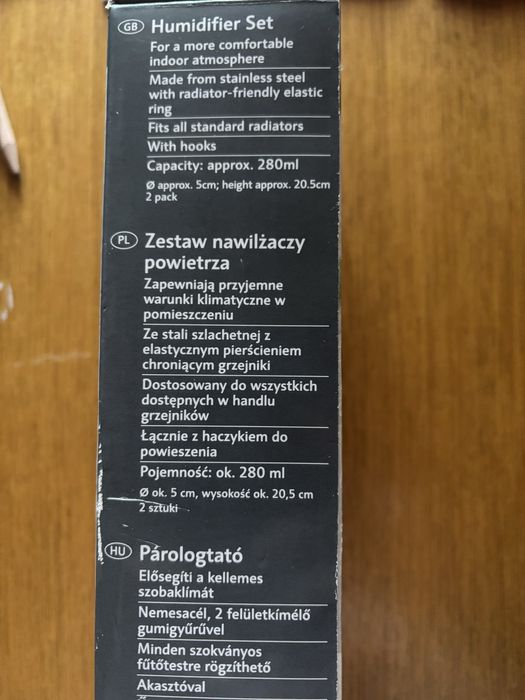 GB Humidifier Set
For a more comfortable
indoor atmosphere
Made from stainless steel
with radiator-friendly elastic
ring
Fits all standard radiators
With hooks
Capacity: approx. 280ml
Ø approx. 5cm; height approx. 20.5cm
2 pack
PL Zestaw nawilżaczy
powietrza
Zapewniają przyjemne
warunki klimatyczne w
pomieszczeniu
Ze stali szlachetnej z
elastycznym pierścieniem
chroniącym grzejniki
Dostosowany do wszystkich
dostępnych w handlu
grzejników
Łącznie z haczykiem do
powieszenia
Pojemność: ok. 280 ml
Ø ok. 5 cm, wysokość ok. 20,5 cm
2 sztuki
HU Párologtató
Elősegíti a kellemes
szobaklímát
Nemesacél, 2 felületkímélő
gumigyűrűvel
Minden szokványos
fűtőtestre rögzíthető
Akasztóval